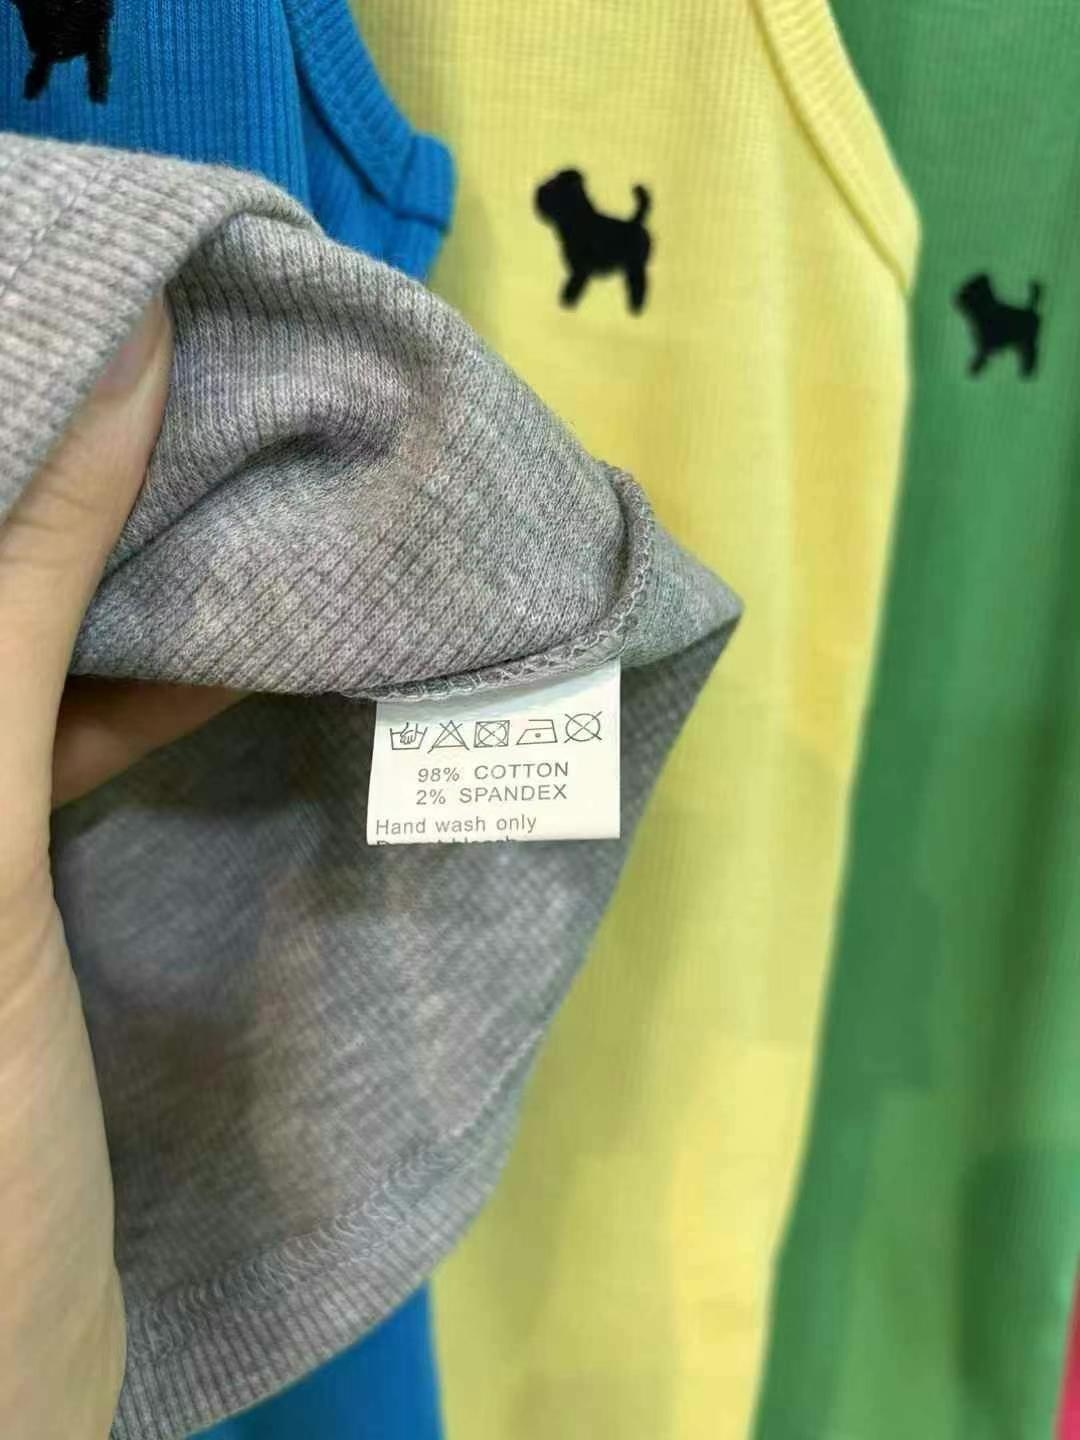 98% COTTON
2% SPANDEX
Hand wash only